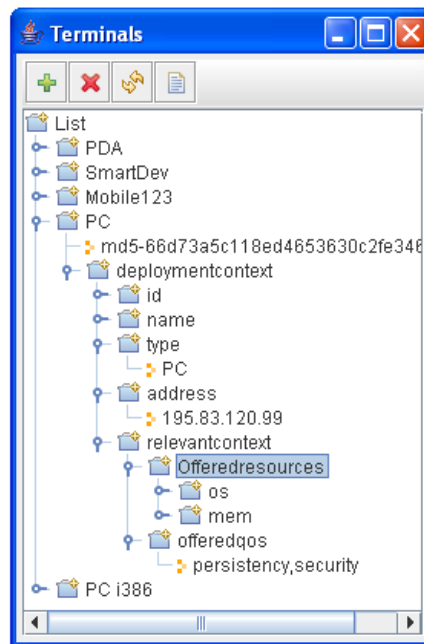 Terminals
List
PDA
SmartDev
Mobile123
PC
md5-66d73a5c118ed4653630c2fe346
deploymentcontext
id
name
type
PC
address
195.83.120.99
relevantcontext
Offeredresources
os
mem
offeredqos
persistency,security
PC i386